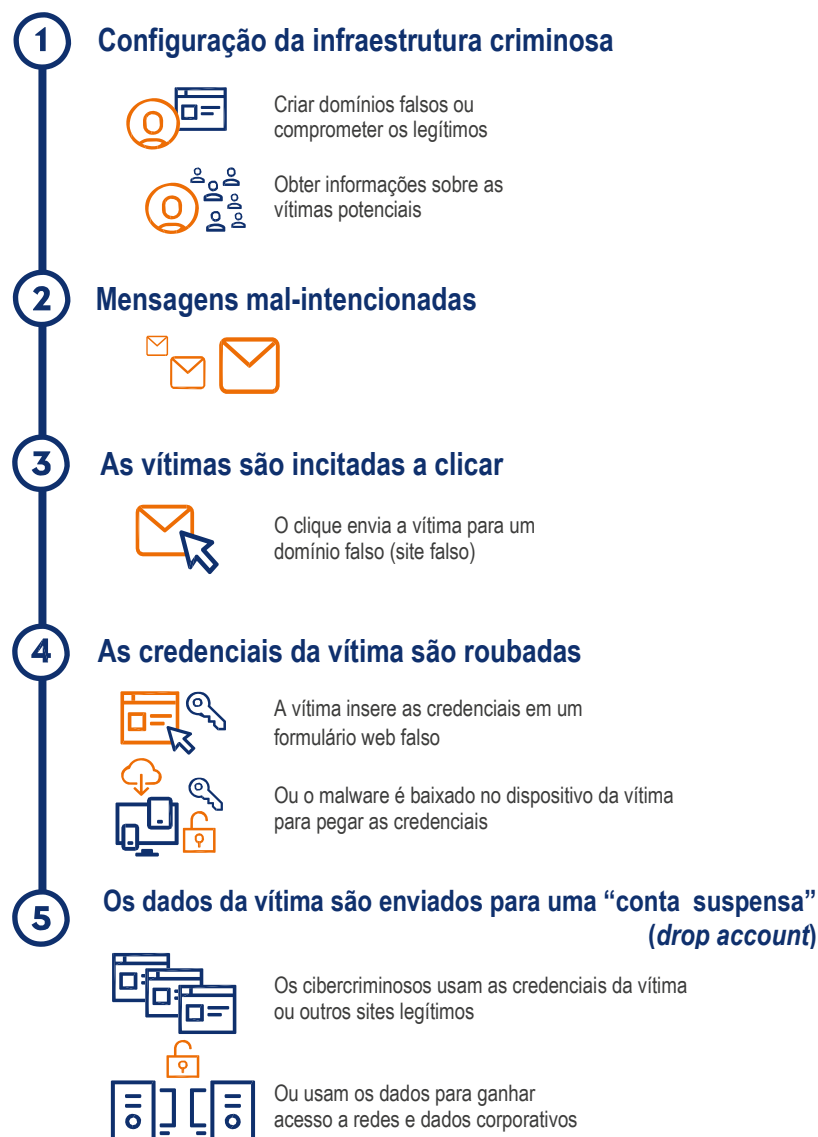 1 Configuração da infraestrutura criminosa
Criar domínios falsos ou
comprometer os legítimos
Obter informações sobre as
vítimas potenciais
2 Mensagens mal-intencionadas
3 As vítimas são incitadas a clicar
O clique envia a vítima para um
domínio falso (site falso)
4 As credenciais da vítima são roubadas
A vítima insere as credenciais em um
formulário web falso
Ou o malware é baixado no dispositivo da vítima
para pegar as credenciais
5 Os dados da vítima são enviados para uma “conta suspensa”
(drop account)
Os cibercriminosos usam as credenciais da vítima
ou outros sites legítimos
Ou usam os dados para ganhar
acesso a redes e dados corporativos